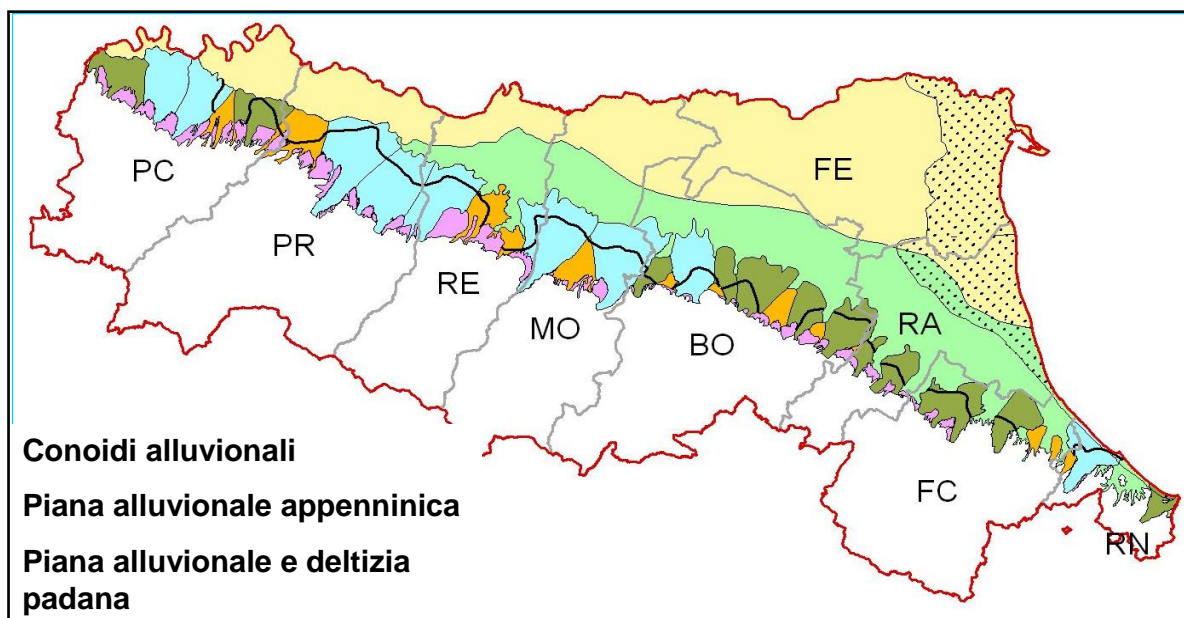 PC
PR
RE
MO
BO
FE
RA
FC
RN
Conoidi alluvionali
Piana alluvionale appenninica
Piana alluvionale e deltizia
padana